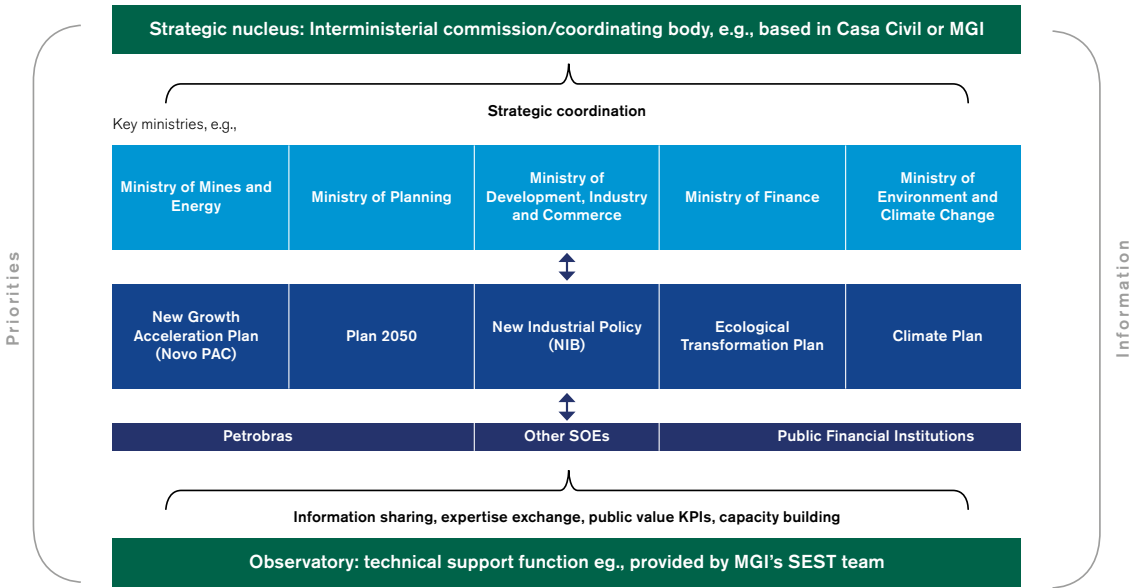 Strategic nucleus: Interministerial commission/coordinating body, e.g., based in Casa Civil or MGI
Strategic coordination
Key ministries, e.g.,
Ministry of Mines and
Energy
Ministry of Planning
Ministry of
Development, Industry
and Commerce
Ministry of Finance
Ministry of
Environment and
Climate Change
Priorities
Information
New Growth
Acceleration Plan
(Novo PAC)
Plan 2050
New Industrial Policy
(NIB)
Ecological
Transformation Plan
Climate Plan
Petrobras
Other SOEs
Public Financial Institutions
Information sharing, expertise exchange, public value KPIs, capacity building
Observatory: technical support function eg., provided by MGI's SEST team